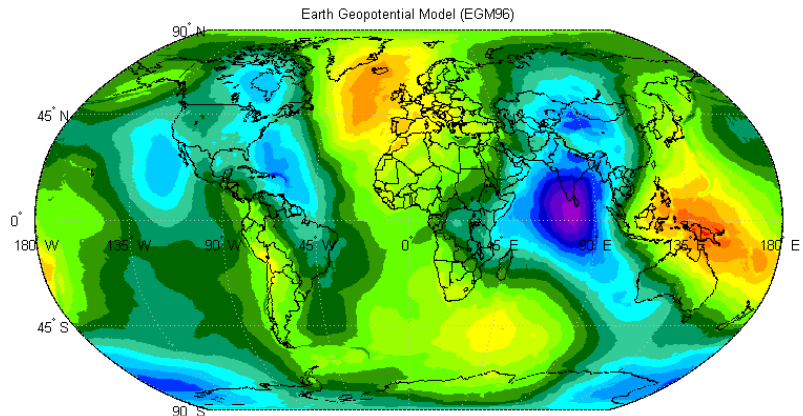 Earth Geopotential Model (EGM96)
90° N
45° N
0°
180° W 135° W 90° W 45° W 0 45° E 90° E 135° E 180° E
45° S
90° S